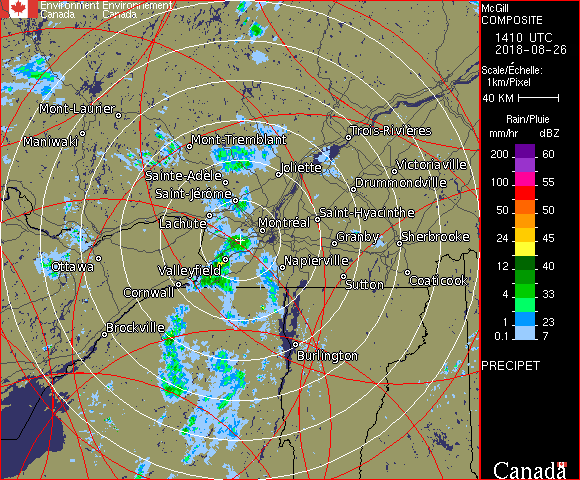 Environment Environnement
Canada Canada
McGill
COMPOSITE
1410 UTC
2018-08-26
Scale/Échelle:
1km/Pixel
40 KM
Rain/Pluie
mm/hr dBZ
200 60
100 55
50 50
24 45
12 40
4 33
1 23
0.1 7
PRECIPET
Canada
Mont-Laurier
Maniwaki
Mont-Tremblant
Trois-Rivières
Sainte-Adèle
Joliette
Victoriaville
Saint-Jérôme
Drummondville
Lachute
Montréal
Saint-Hyacinthe
Granby
Sherbrooke
Ottawa
Valleyfield
Napierville
Cornwall
Sutton
Coaticook
Brockville
Burlington